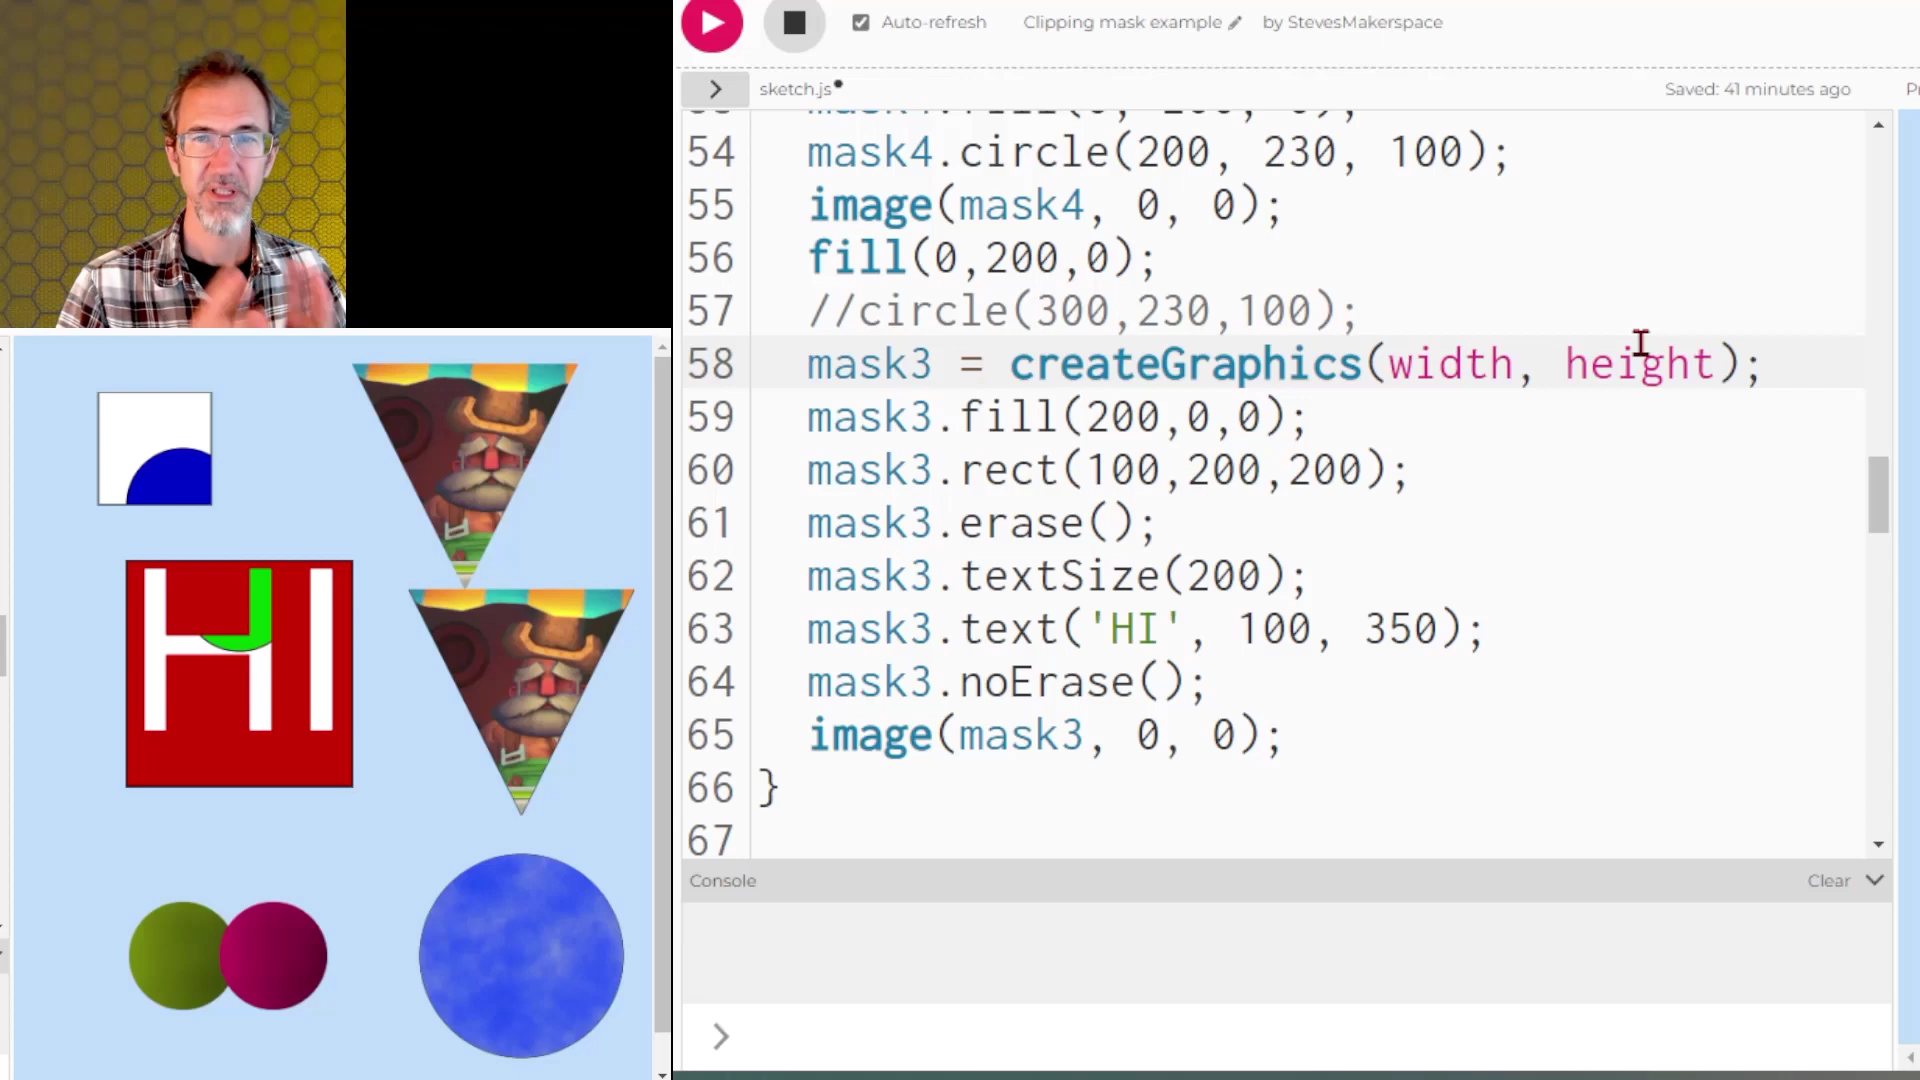 Auto-refresh Clipping mask example by StevesMakerspace
sketch.js Saved: 41 minutes ago
54 mask4.circle(200, 230, 100);
55 image(mask4, 0, 0);
56 fill(0,200,0);
57 //circle(300,230,100);
58 mask3 = createGraphics(width, height);
59 mask3.fill(200,0,0);
60 mask3.rect(100,200,200);
61 mask3.erase();
62 mask3.textSize(200);
63 mask3.text('HI', 100, 350);
64 mask3.noErase();
65 image(mask3, 0, 0);
66 }
67
Console Clear
HI